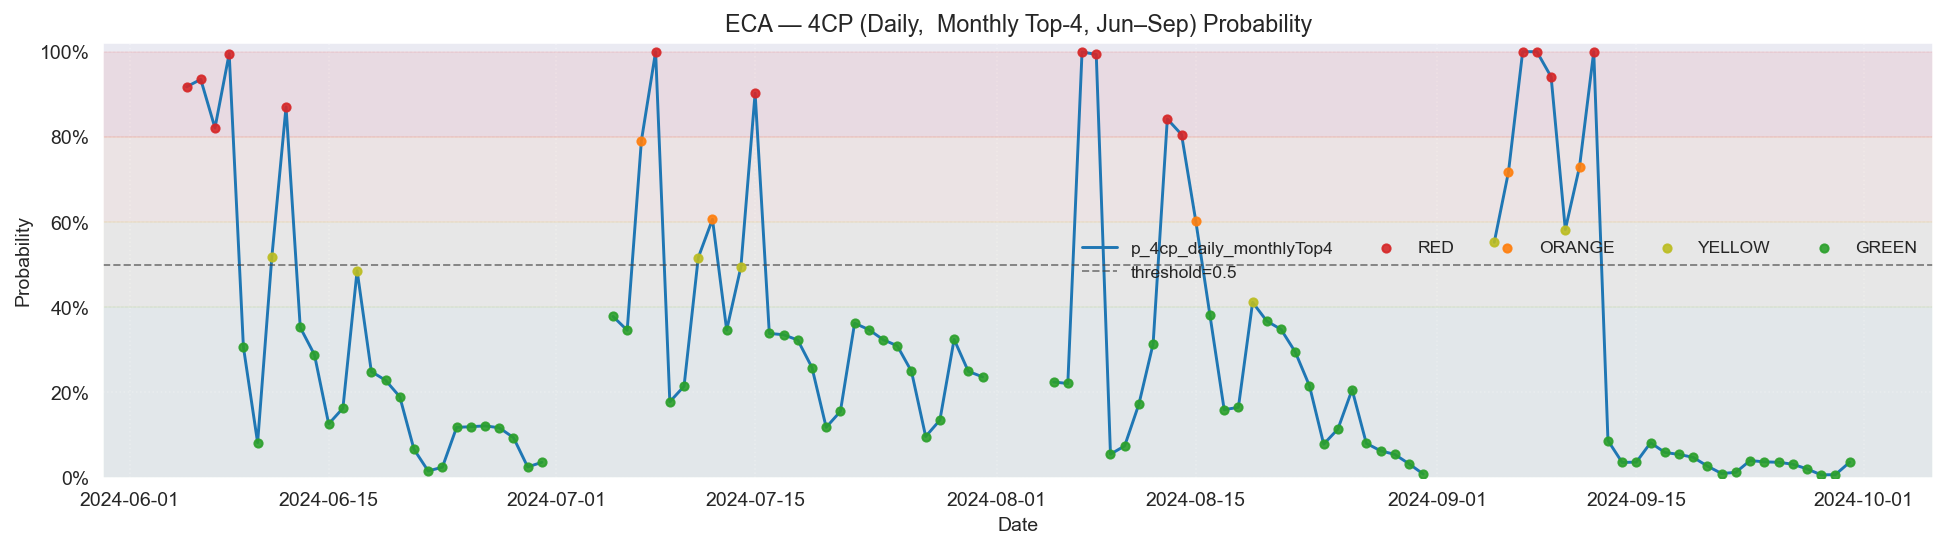 ECA — 4CP (Daily,  Monthly Top-4, Jun–Sep) Probability
100%
80%
60%
40%
20%
0%
Probability
p_4cp_daily_monthlyTop4
threshold=0.5
RED
ORANGE
YELLOW
GREEN
2024-06-01
2024-06-15
2024-07-01
2024-07-15
2024-08-01
2024-08-15
2024-09-01
2024-09-15
2024-10-01
Date